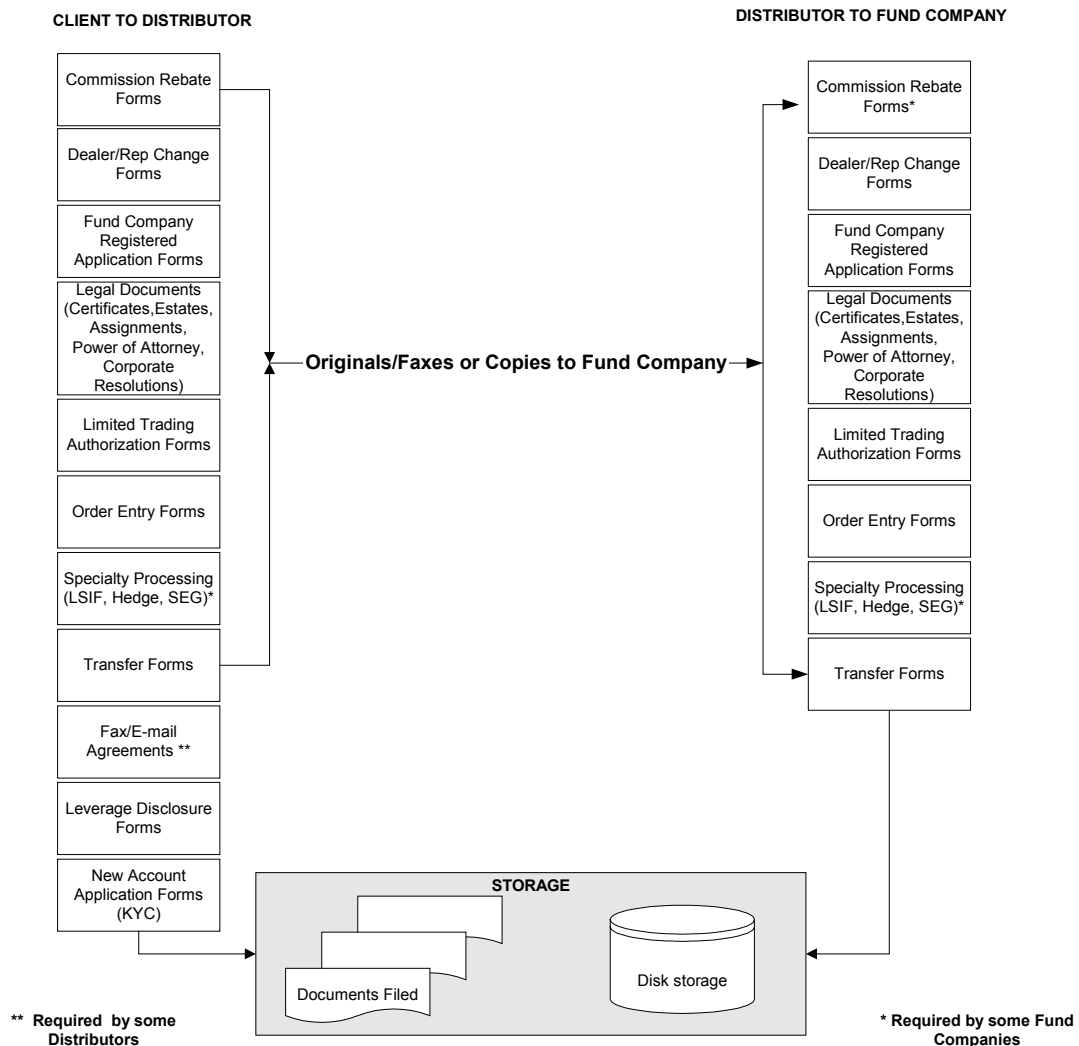 CLIENT TO DISTRIBUTOR
DISTRIBUTOR TO FUND COMPANY
Commission Rebate
Forms
Dealer/Rep Change
Forms
Fund Company
Registered
Application Forms
Legal Documents
(Certificates,Estates,
Assignments,
Power of Attorney,
Corporate
Resolutions)
Limited Trading
Authorization Forms
Order Entry Forms
Specialty Processing
(LSIF, Hedge, SEG)*
Transfer Forms
Fax/E-mail
Agreements **
Leverage Disclosure
Forms
New Account
Application Forms
(KYC)
Originals/Faxes or Copies to Fund Company
Commission Rebate
Forms*
Dealer/Rep Change
Forms
Fund Company
Registered
Application Forms
Legal Documents
(Certificates,Estates,
Assignments,
Power of Attorney,
Corporate
Resolutions)
Limited Trading
Authorization Forms
Order Entry Forms
Specialty Processing
(LSIF, Hedge, SEG)*
Transfer Forms
STORAGE
Documents Filed
Disk storage
** Required by some
Distributors
* Required by some Fund
Companies